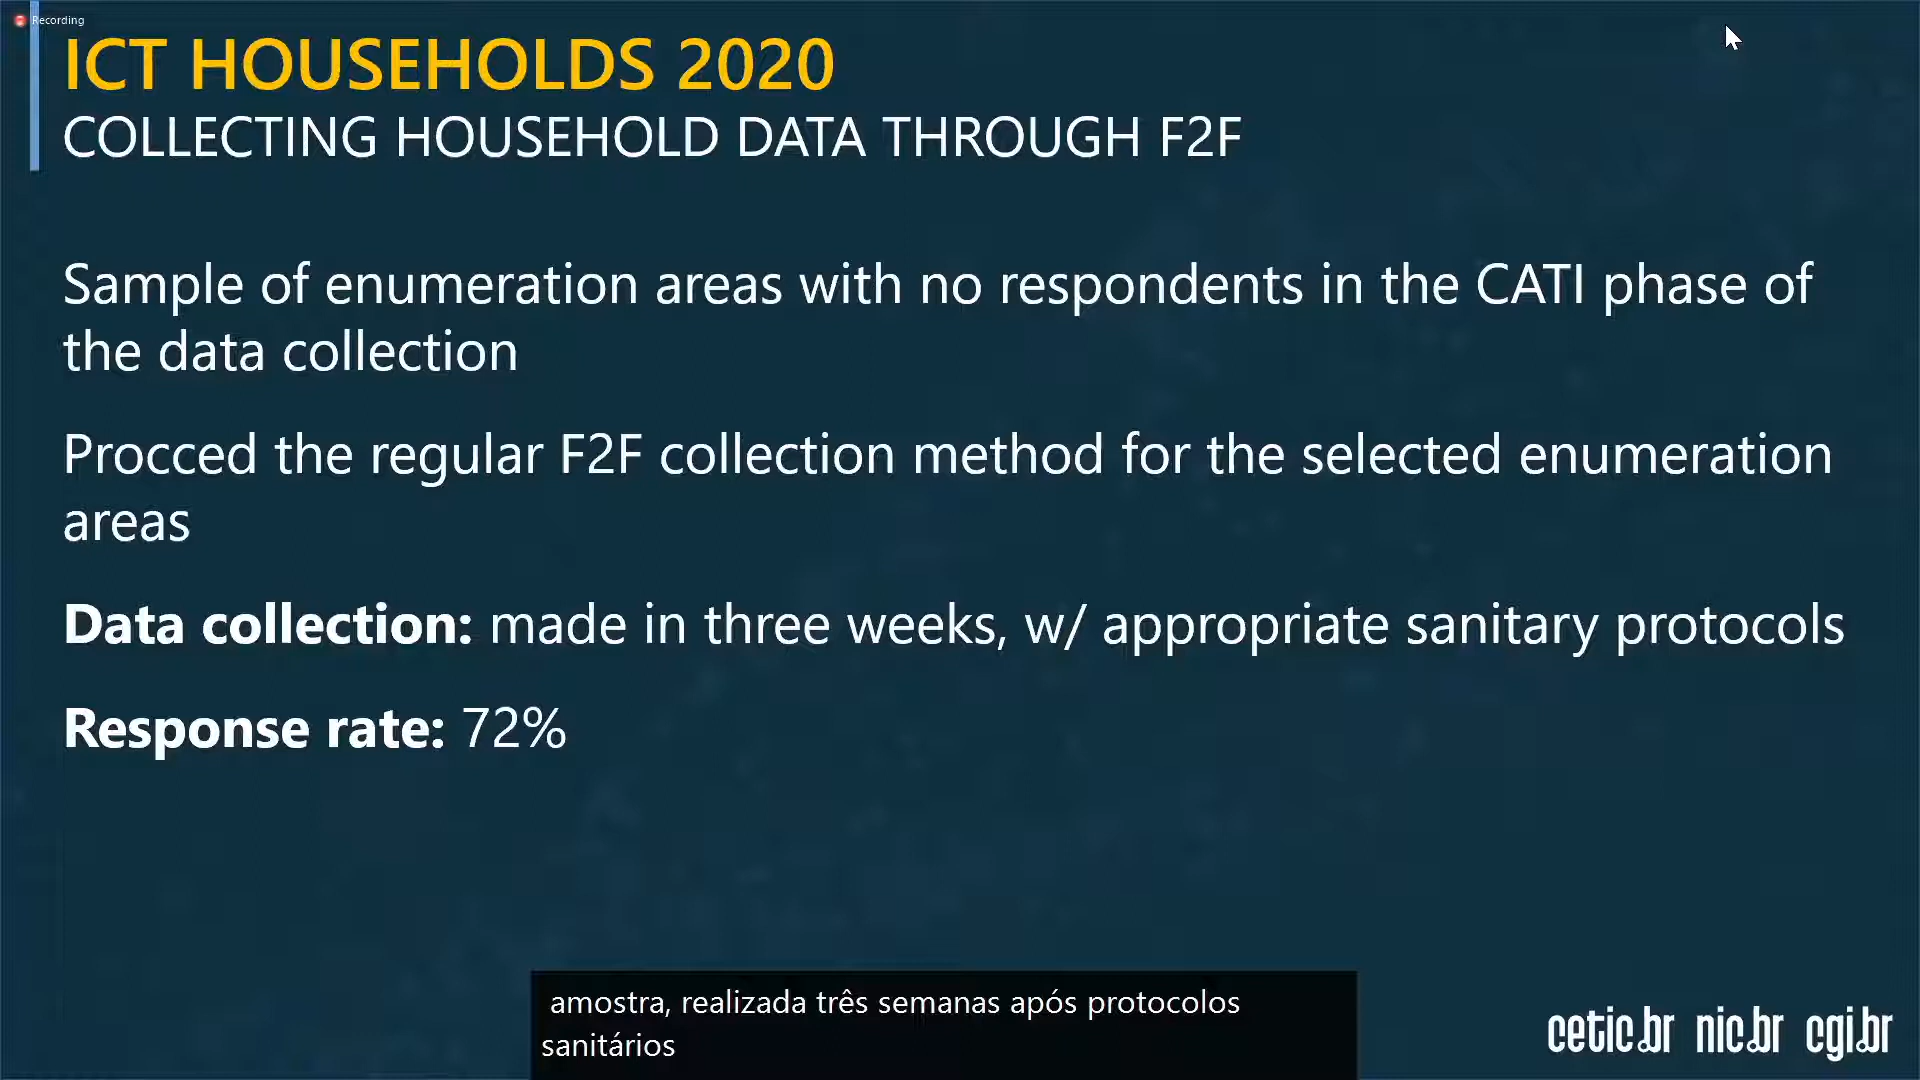 Recording
ICT HOUSEHOLDS 2020
COLLECTING HOUSEHOLD DATA THROUGH F2F
Sample of enumeration areas with no respondents in the CATI phase of
the data collection
Procced the regular F2F collection method for the selected enumeration
areas
Data collection: made in three weeks, w/ appropriate sanitary protocols
Response rate: 72%
amostra, realizada três semanas após protocolos
sanitários
cetic.br nic.br cgi.br